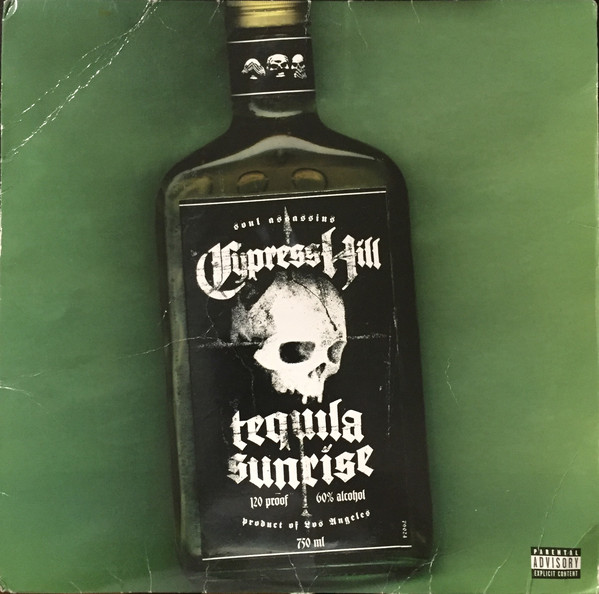 soul assassins
Cypress Hill
tequila
sunrise
120 proof 60% alcohol
product of Los Angeles
750 ml
29024
PARENTAL
ADVISORY
EXPLICIT CONTENT